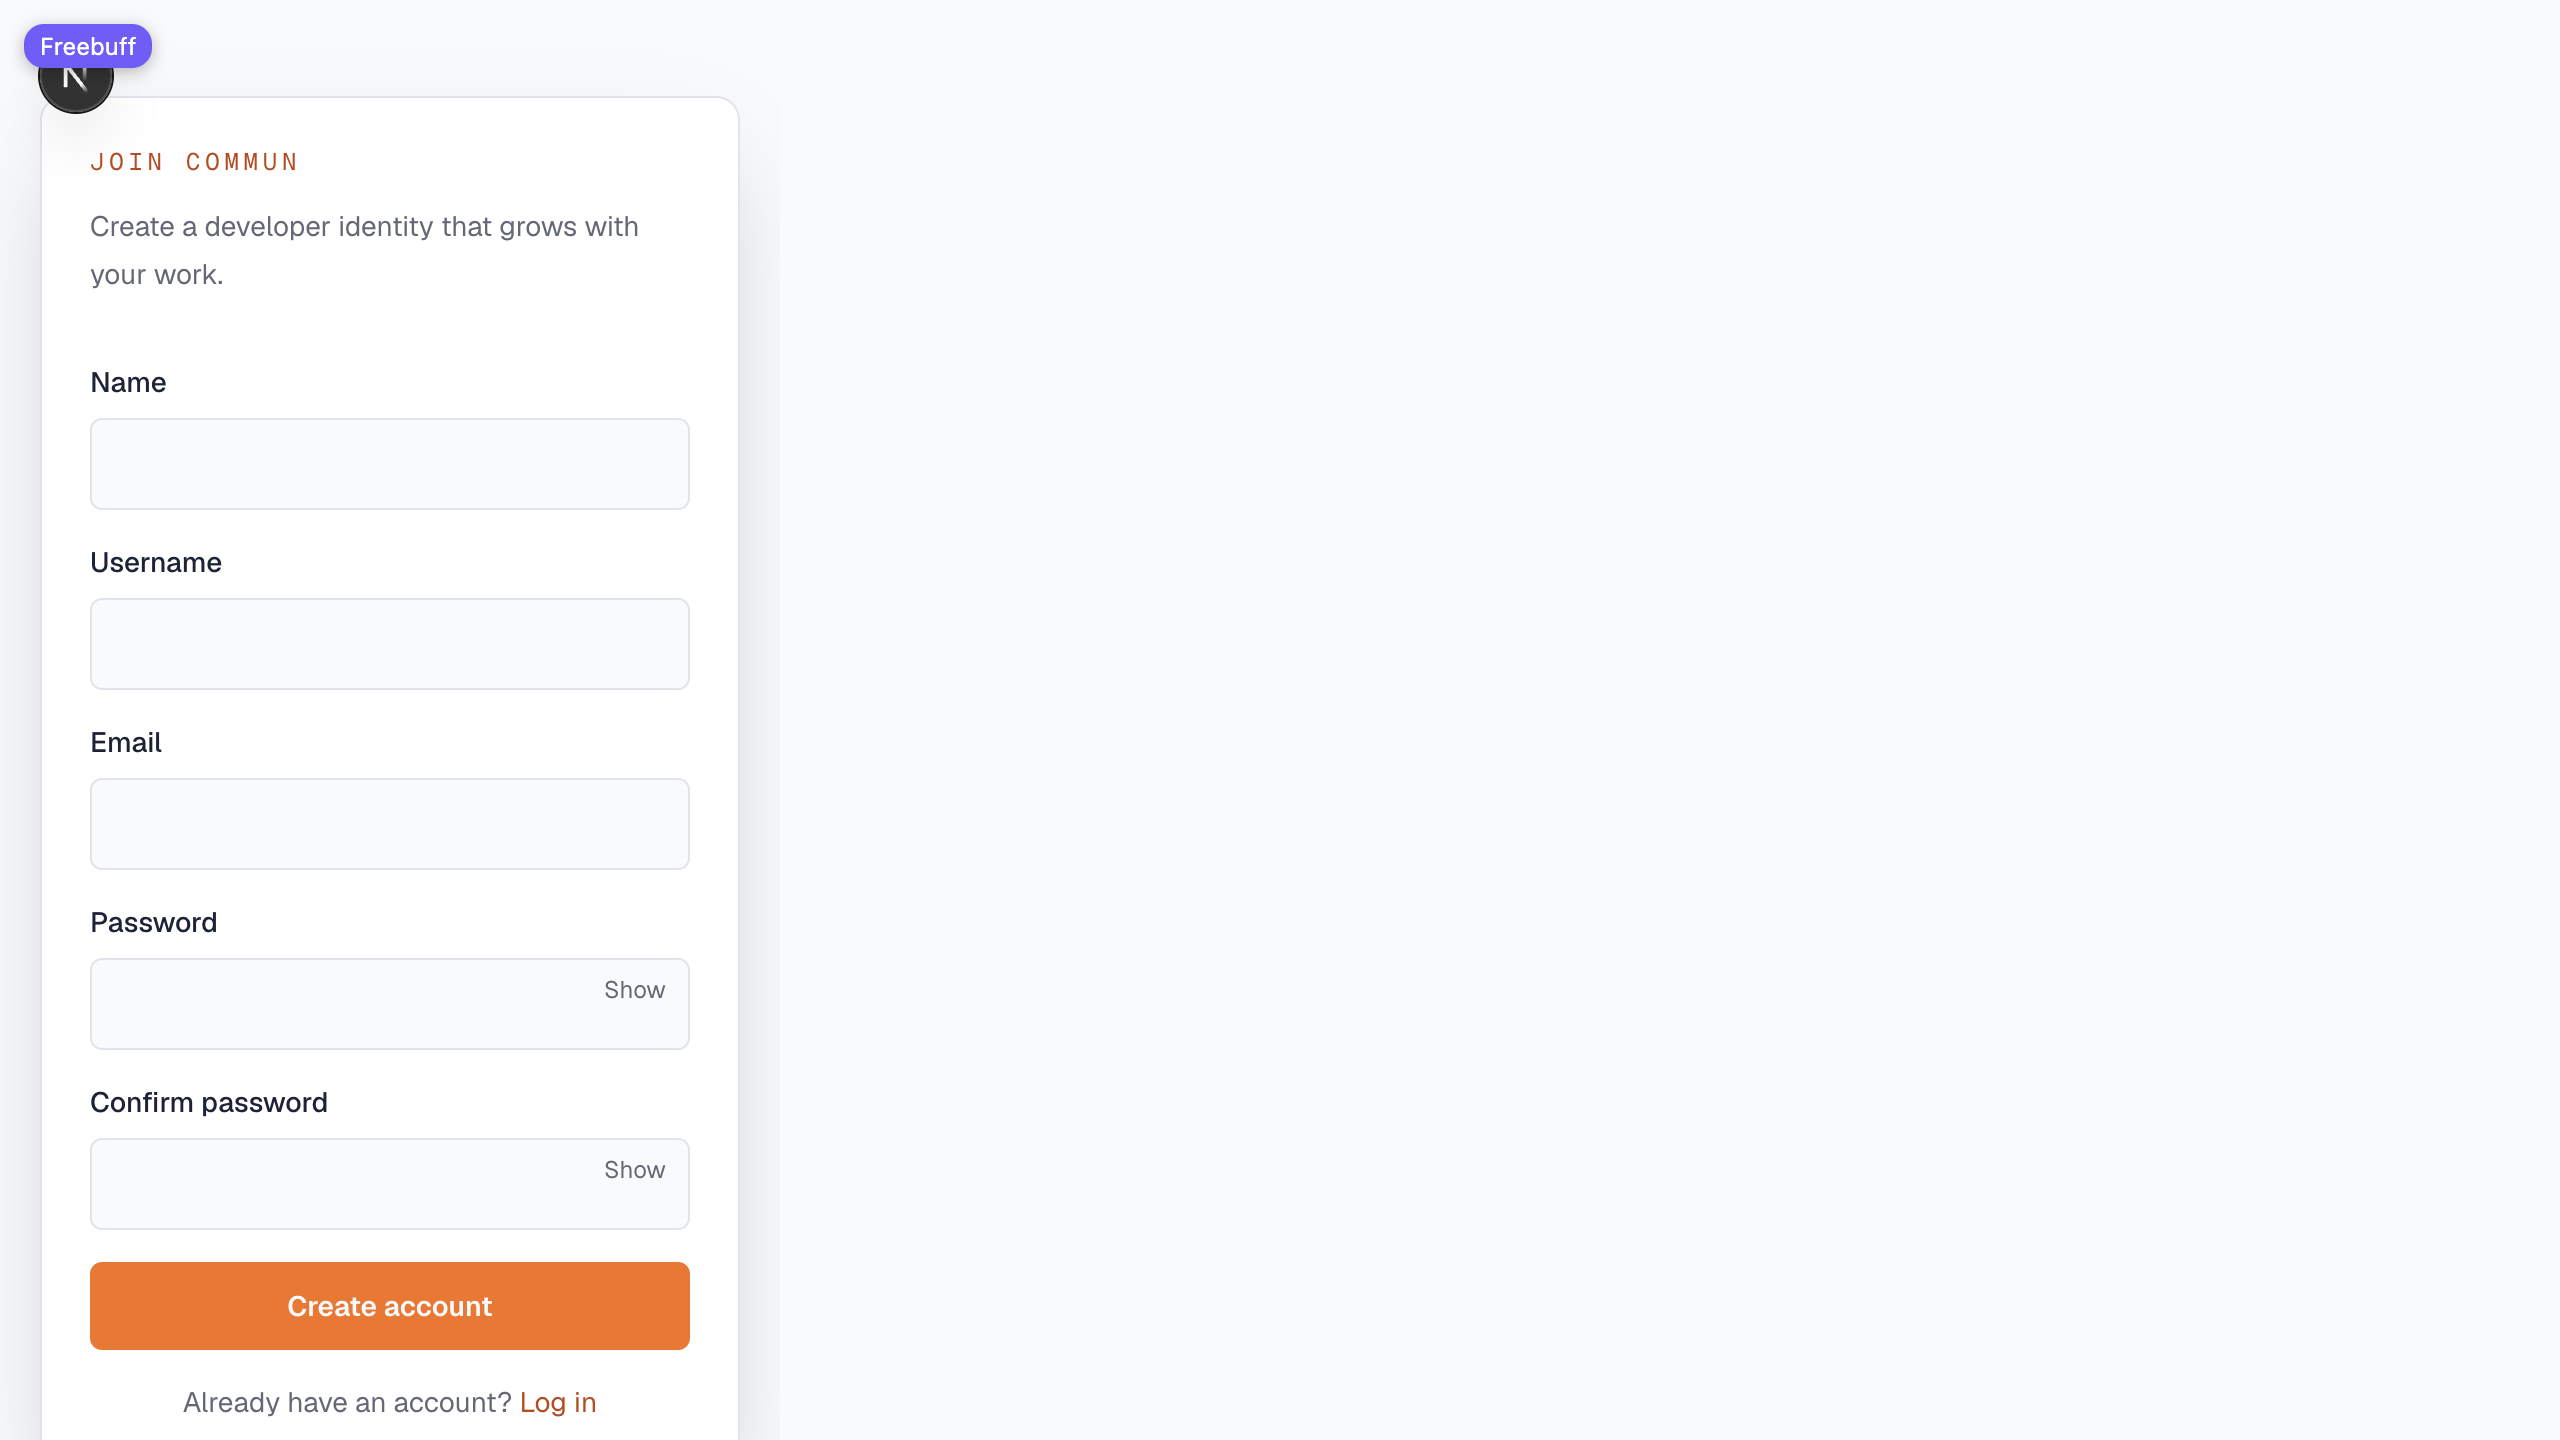 Freebuff
N
JOIN COMMUN
Create a developer identity that grows with
your work.
Name
Username
Email
Password
Show
Confirm password
Show
Create account
Already have an account? Log in